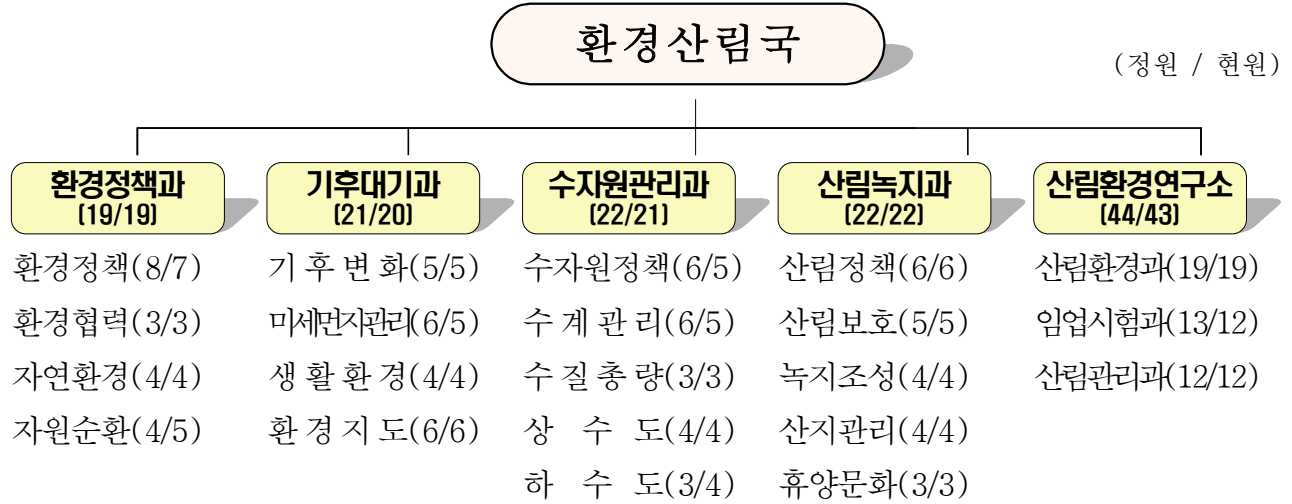 환경산림국
(정원 / 현원)
환경정책과
(19/19)
환경정책(8/7)
환경협력(3/3)
자연환경(4/4)
자원순환(4/5)
기후대기과
(21/20)
기후변화(5/5)
미세먼지관리(6/5)
생활환경(4/4)
환경지도(6/6)
수자원관리과
(22/21)
수자원정책(6/5)
수계관리(6/5)
수질총량(3/3)
상수도(4/4)
하수도(3/4)
산림녹지과
(22/22)
산림정책(6/6)
산림보호(5/5)
녹지조성(4/4)
산지관리(4/4)
휴양문화(3/3)
산림환경연구소
(44/43)
산림환경과(19/19)
임업시험과(13/12)
산림관리과(12/12)